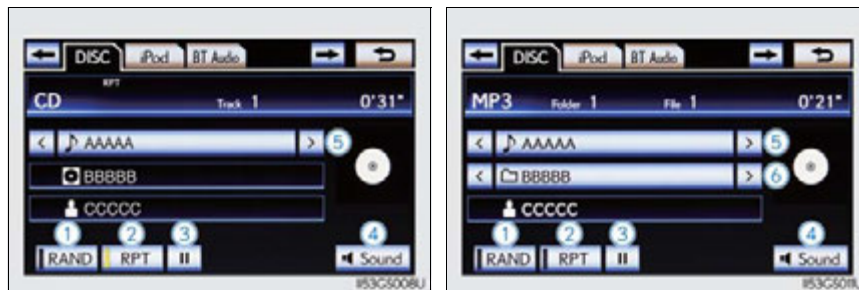 DISC iPod BT Audio
RPT
CD Track 1 0'31"
< AAAAA > 5
BBBBB
CCCCC
1 2 3 4
RAND RPT II Sound
II53CS008U
DISC iPod BT Audio
MP3 Folder 1 File 1 0'21"
< AAAAA > 5
< BBBBB > 6
CCCCC
1 2 3 4
RAND RPT II Sound